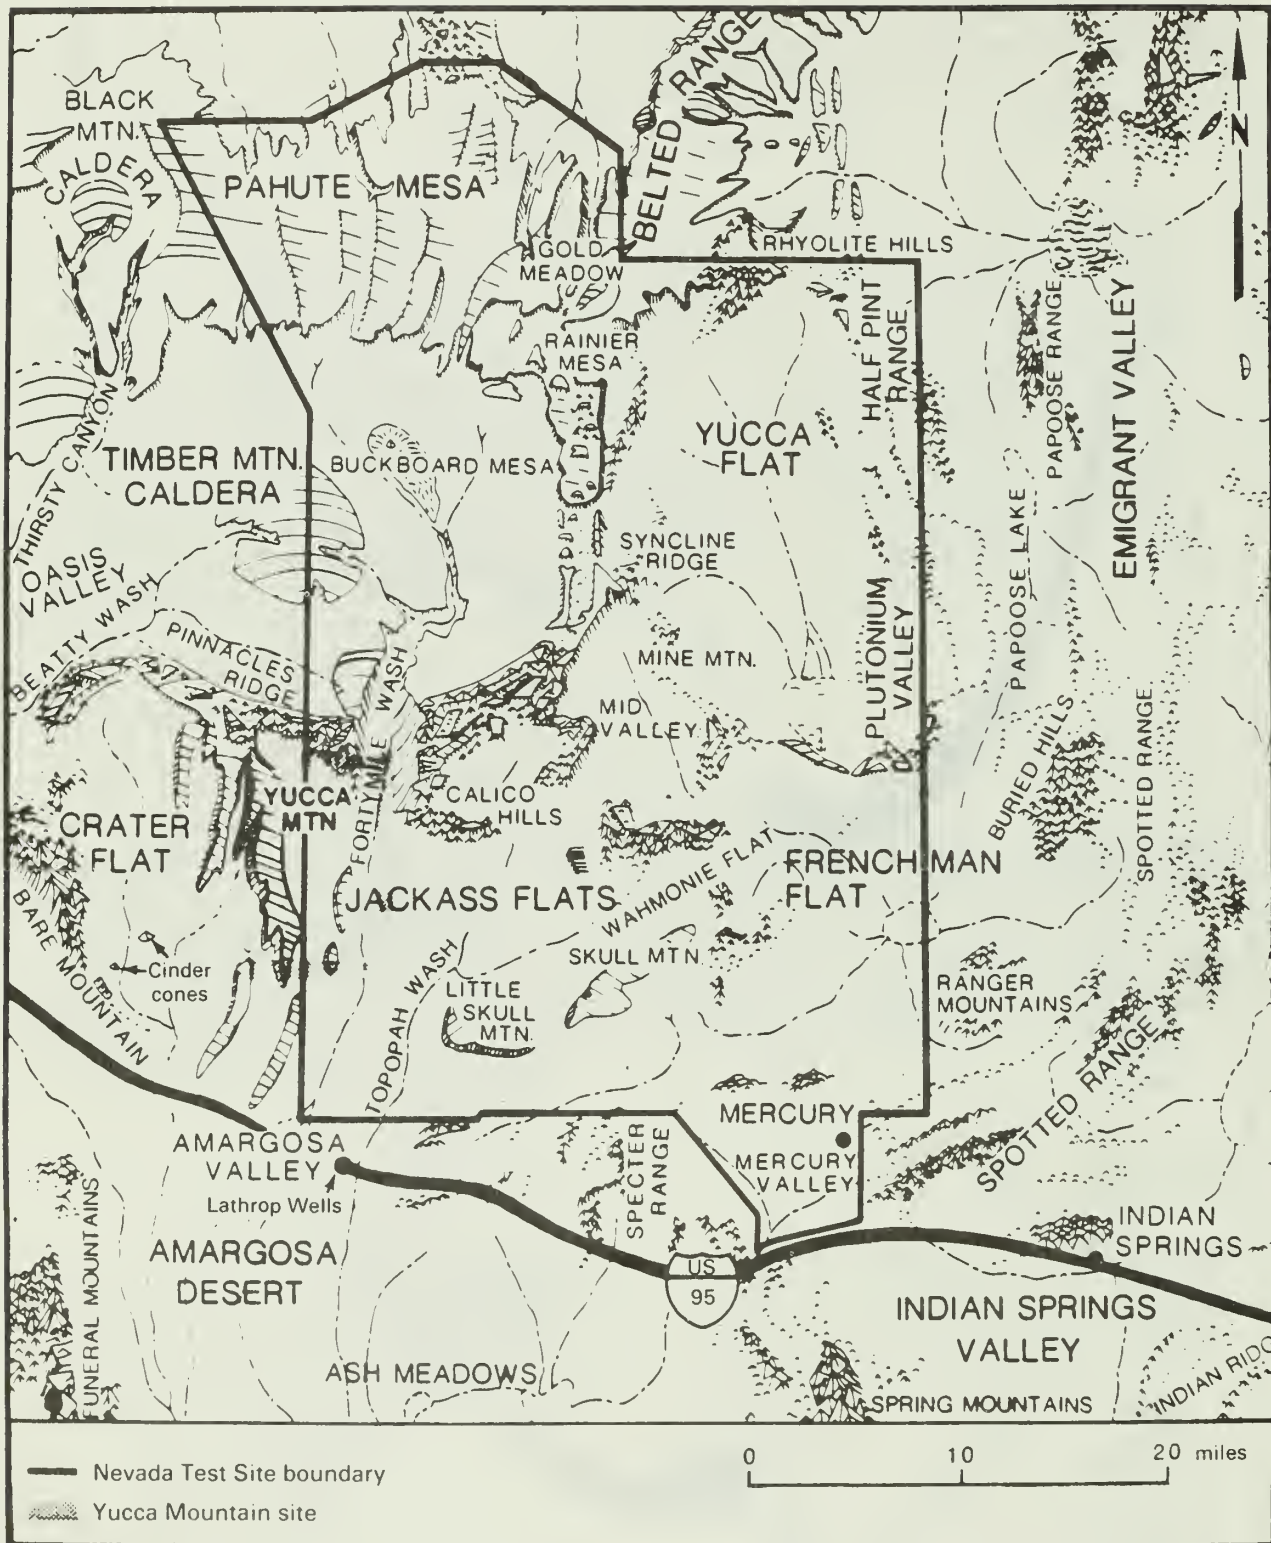 BLACK
MTN.
CALDERA
PAHUTE MESA
BELTED
RANGE
N
GOLD
MEADOW
RHYOLITE HILLS
RAINIER
MESA
HALF PINT
RANGE
PAPOOSE RANGE
EMIGRANT VALLEY
THIRSTY CANYON
TIMBER MTN.
CALDERA
BUCKBOARD MESA
YUCCA
FLAT
OASIS
VALLEY
BEATTY WASH
SYNCLINE
RIDGE
PAPOOSE LAKE
PINNACLES
RIDGE
MINE MTN.
PLUTONIUM
VALLEY
MID
VALLEY
FORTYMILE WASH
YUCCA
MTN
CALICO
HILLS
BURIED HILLS
SPOTTED RANGE
CRATER
FLAT
BARE MOUNTAIN
JACKASS FLATS
WAHMONIE FLAT
FRENCHMAN
FLAT
Cinder
cones
TOPOPAH WASH
SKULL MTN.
LITTLE
SKULL
MTN.
RANGER
MOUNTAINS
SPOTTED RANGE
MERCURY
AMARGOSA
VALLEY
Lathrop Wells
SPECTER
RANGE
MERCURY
VALLEY
FUNERAL MOUNTAINS
AMARGOSA
DESERT
US
95
INDIAN
SPRINGS
INDIAN SPRINGS
VALLEY
ASH MEADOWS
SPRING MOUNTAINS
INDIAN RIDG
Nevada Test Site boundary
Yucca Mountain site
0 10 20 miles